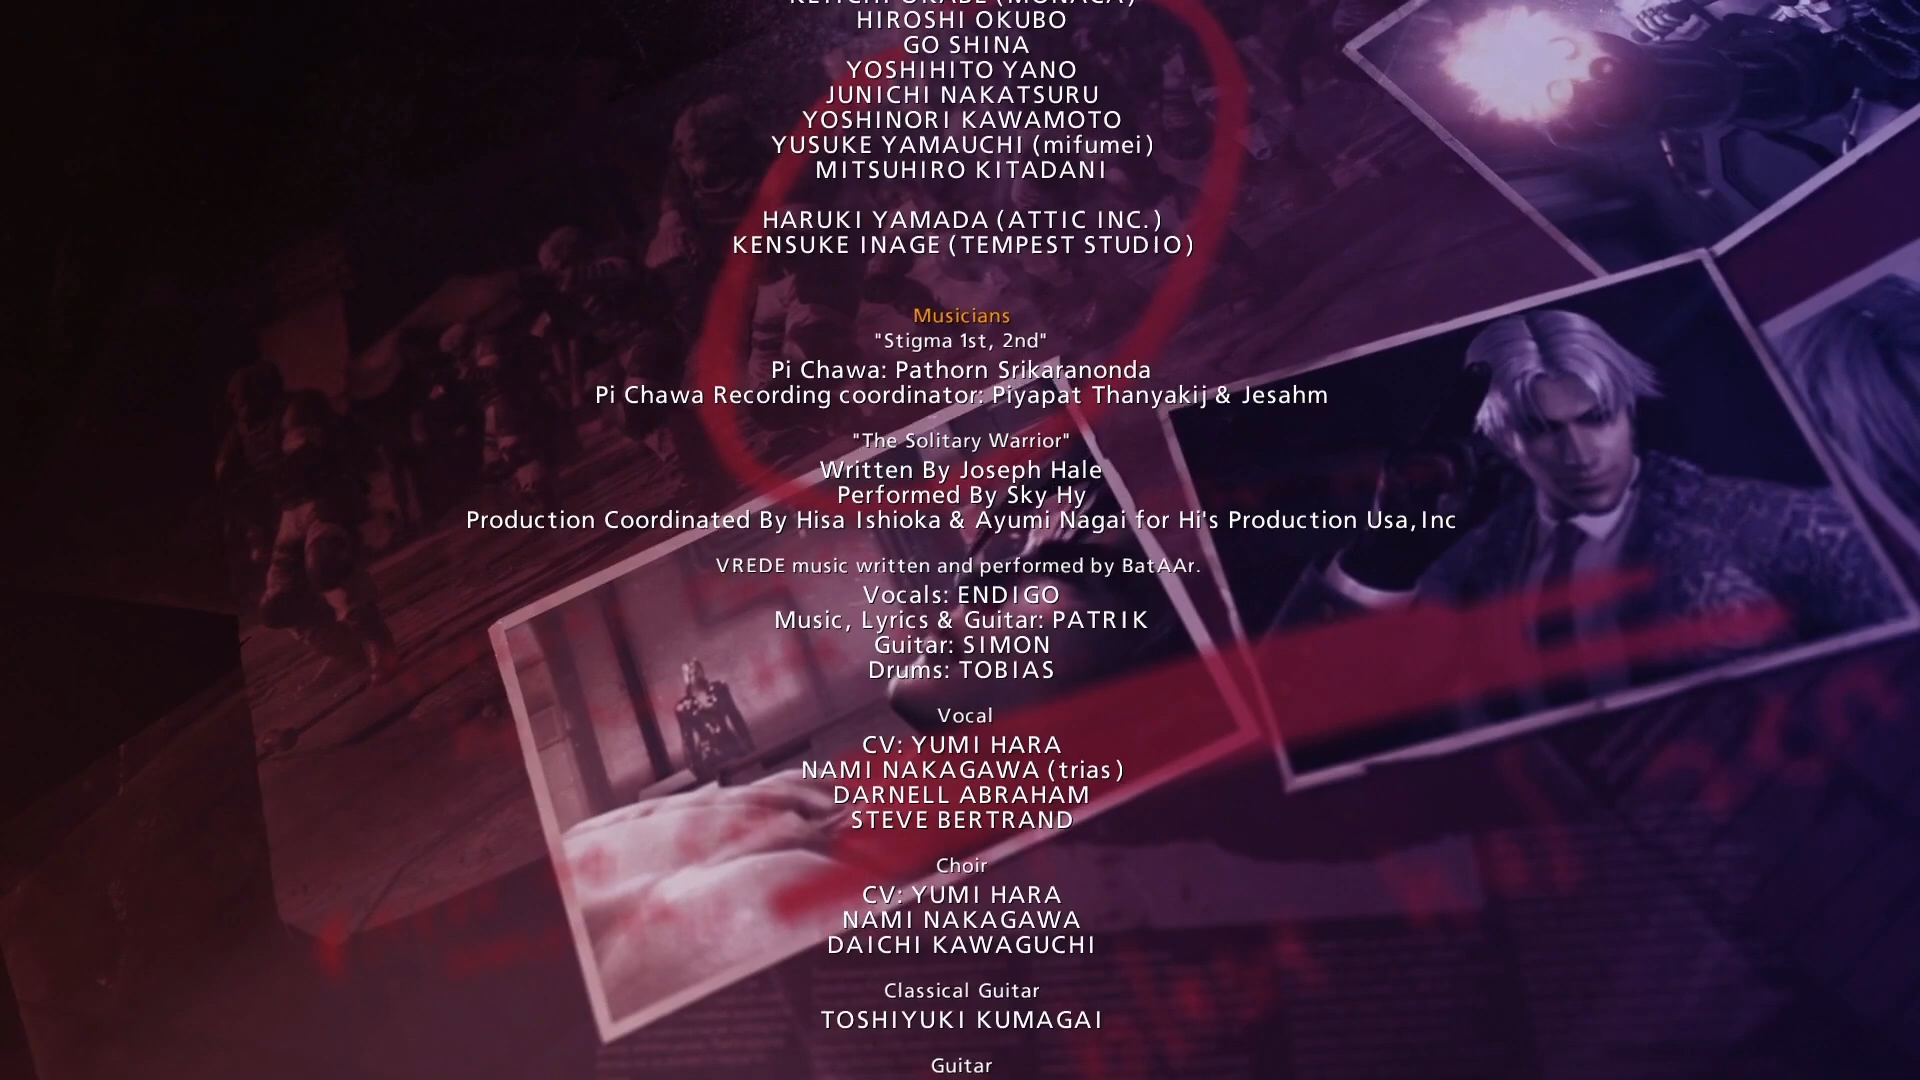 KEIICHI OKABE (MONACA)
HIROSHI OKUBO
GO SHINA
YOSHIHITO YANO
JUNICHI NAKATSURU
YOSHINORI KAWAMOTO
YUSUKE YAMAUCHI (mifumei)
MITSUHIRO KITADANI
HARUKI YAMADA (ATTIC INC.)
KENSUKE INAGE (TEMPEST STUDIO)
Musicians
"Stigma 1st, 2nd"
Pi Chawa: Pathorn Srikaranonda
Pi Chawa Recording coordinator: Piyapat Thanyakij & Jesahm
"The Solitary Warrior"
Written By Joseph Hale
Performed By Sky Hy
Production Coordinated By Hisa Ishioka & Ayumi Nagai for Hi's Production Usa,Inc
VREDE music written and performed by BatAAr.
Vocals: ENDIGO
Music, Lyrics & Guitar: PATRIK
Guitar: SIMON
Drums: TOBIAS
Vocal
CV: YUMI HARA
NAMI NAKAGAWA (trias)
DARNELL ABRAHAM
STEVE BERTRAND
Choir
CV: YUMI HARA
NAMI NAKAGAWA
DAICHI KAWAGUCHI
Classical Guitar
TOSHIYUKI KUMAGAI
Guitar